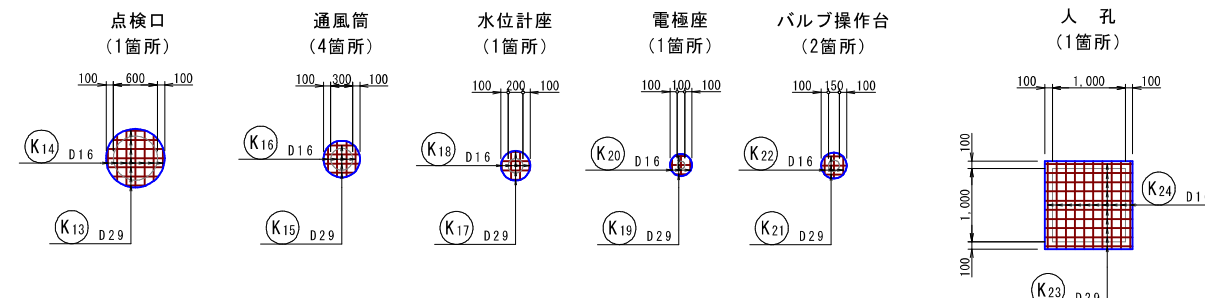 点検口
(1箇所)
100 600 100
K14 D16
K13 D29
通風筒
(4箇所)
100 300 100
K16 D16
K15 D29
水位計座
(1箇所)
100 200 100
K18 D16
K17 D29
電極座
(1箇所)
100 100 100
K20 D16
K19 D29
バルブ操作台
(2箇所)
100 150 100
K22 D16
K21 D29
人 孔
(1箇所)
100 1,000 100
100
1,000
100
K24
K23 D29